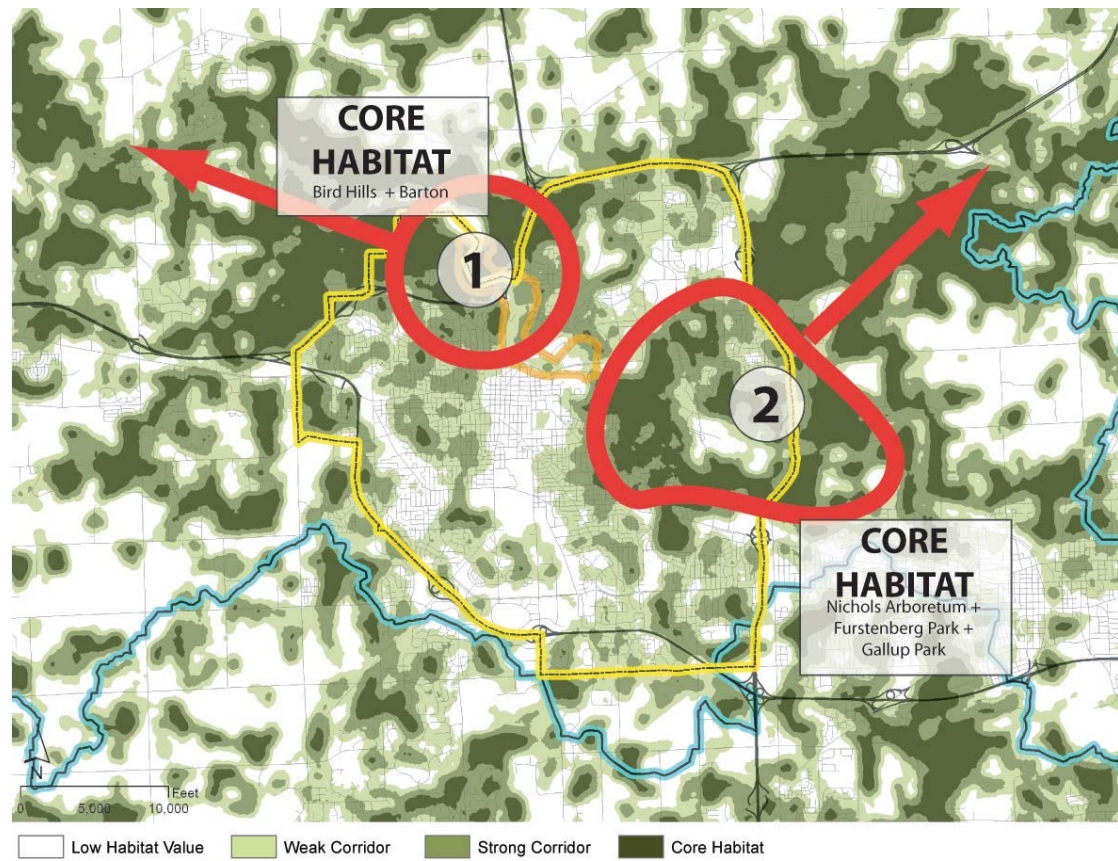 CORE
HABITAT
Bird Hills + Barton
1
2
CORE
HABITAT
Nichols Arboretum +
Furstenberg Park +
Gallup Park
N
Feet
0 5,000 10,000
Low Habitat Value Weak Corridor Strong Corridor Core Habitat